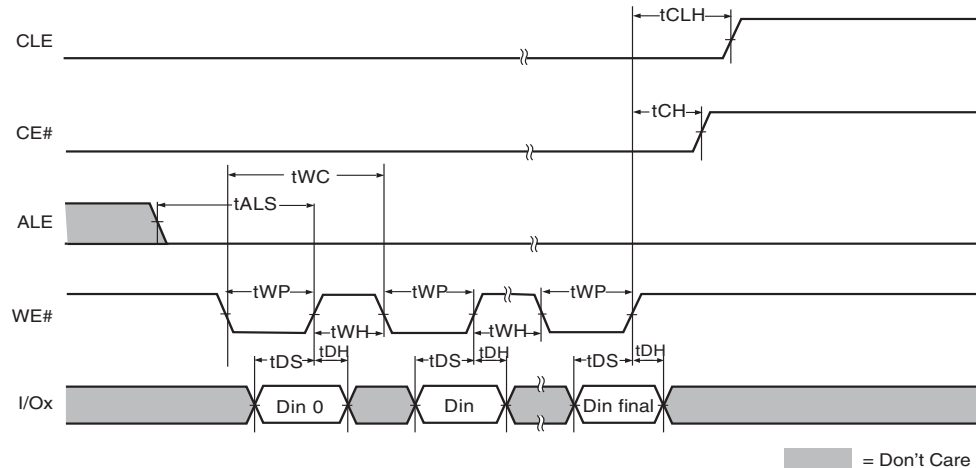 tCLH
CLE
tCH
CE#
tWC
tALS
ALE
tWP tWP tWP
WE#
tWH tWH
tDS tDH tDS tDH tDS tDH
I/Ox Din 0 Din Din final
= Don't Care